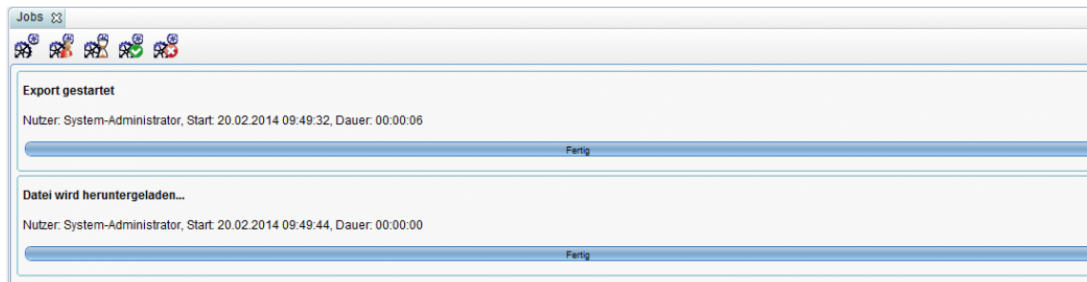 Jobs
Export gestartet
Nutzer: System-Administrator, Start: 20.02.2014 09:49:32, Dauer: 00:00:06
Fertig
Datei wird heruntergeladen...
Nutzer: System-Administrator, Start: 20.02.2014 09:49:44, Dauer: 00:00:00
Fertig